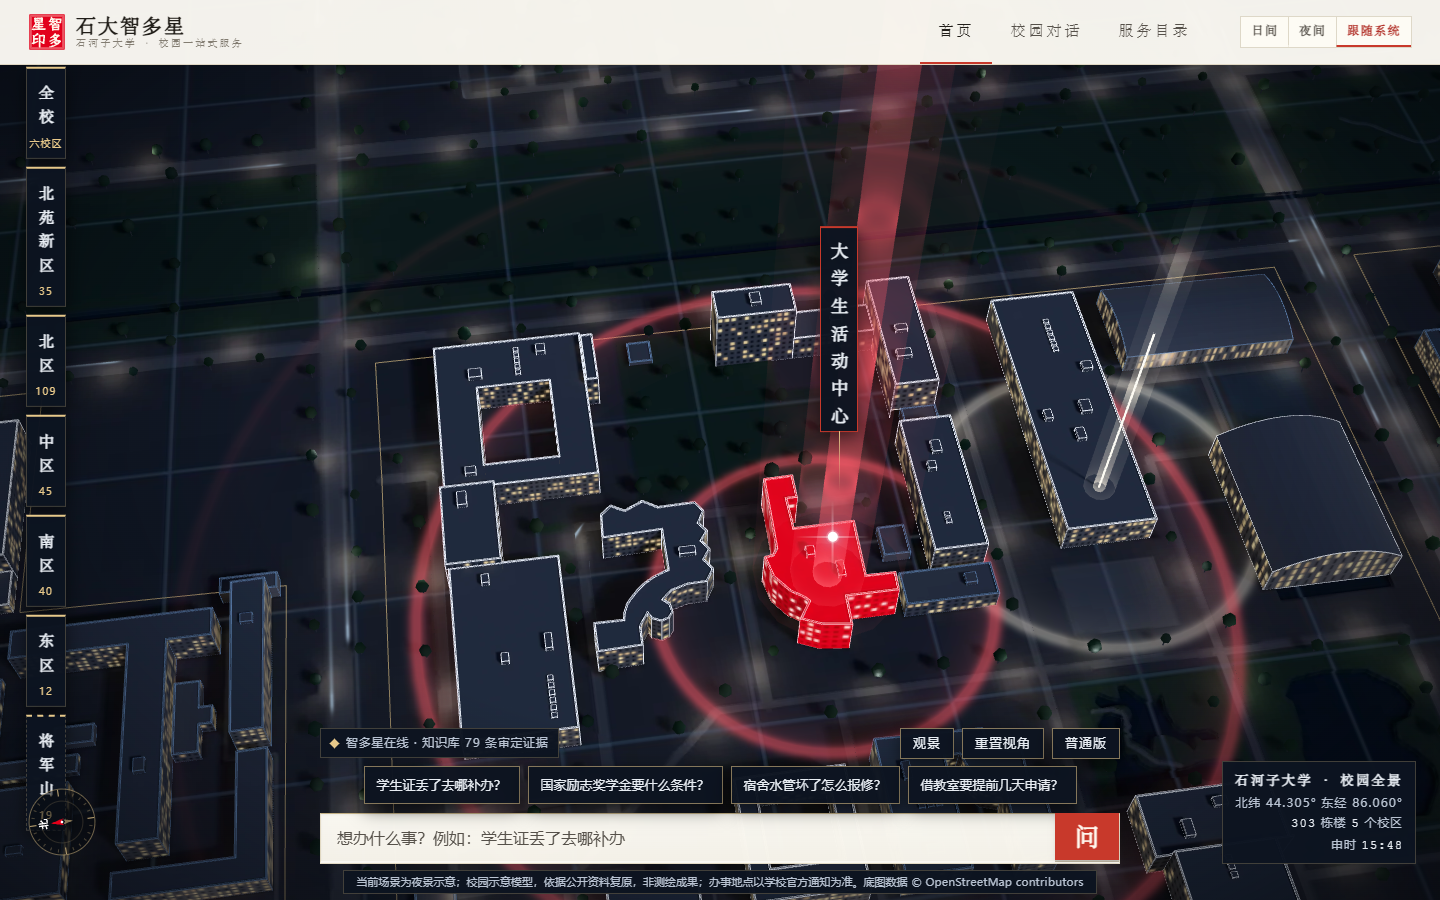 星智
印多
石大智多星
石河子大学 · 校园一站式服务
首页
校园对话
服务目录
日间
夜间
跟随系统
全校
六校区
北苑新区
35
北区
109
中区
45
南区
40
东区
12
将军山
19
北
大学生活动中心
智多星在线 · 知识库 79 条审定证据
观景
重置视角
普通版
学生证丢了去哪补办?
国家励志奖学金要什么条件?
宿舍水管坏了怎么报修?
借教室要提前几天申请?
想办什么事？例如：学生证丢了去哪补办
问
当前场景为夜景示意；校园示意模型，依据公开资料复原，非测绘成果；办事地点以学校官方通知为准。底图数据 © OpenStreetMap contributors
石河子大学 · 校园全景
北纬 44.305° 东经 86.060°
303 栋楼 5 个校区
申时 15:48